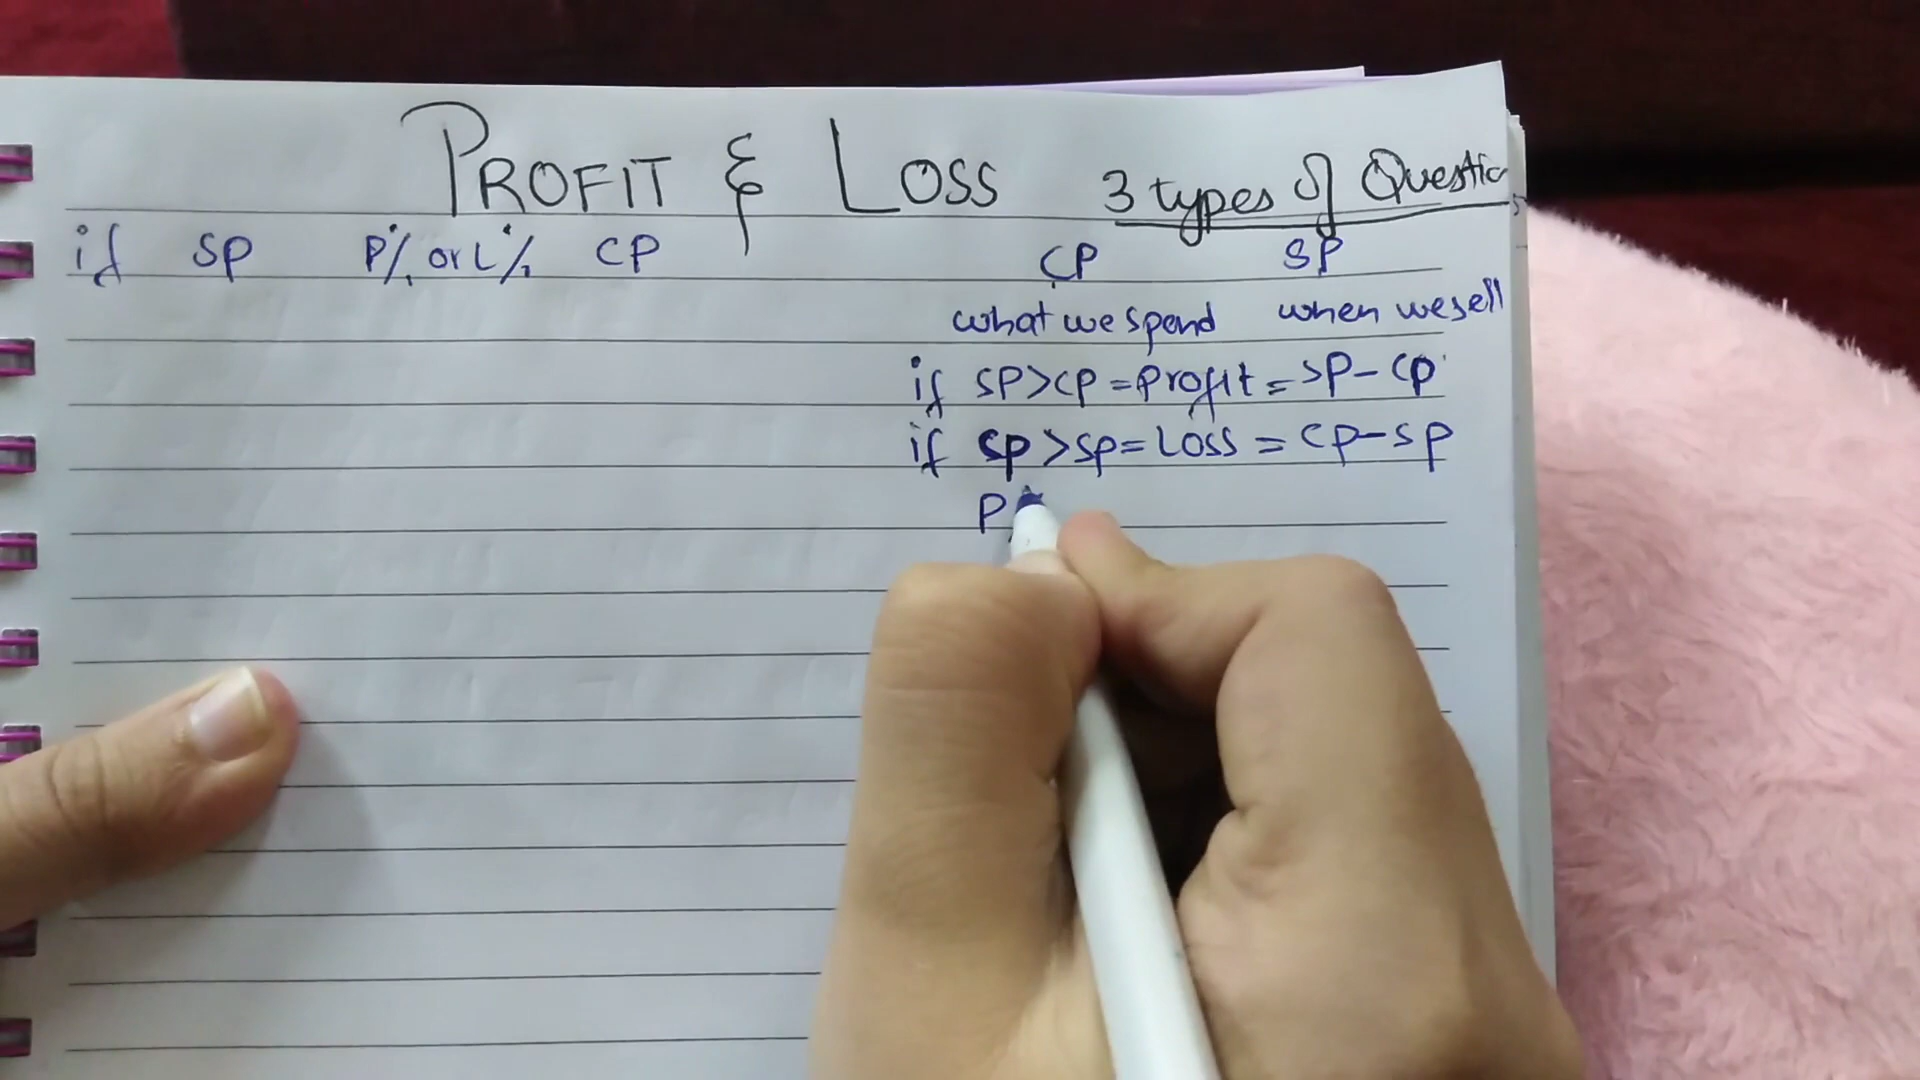 PROFIT & LOSS 3 types of Questions
if SP P% or L% CP CP SP
what we spend when we sell
if SP>CP = Profit = SP - CP
if CP > SP = Loss = CP - SP
P